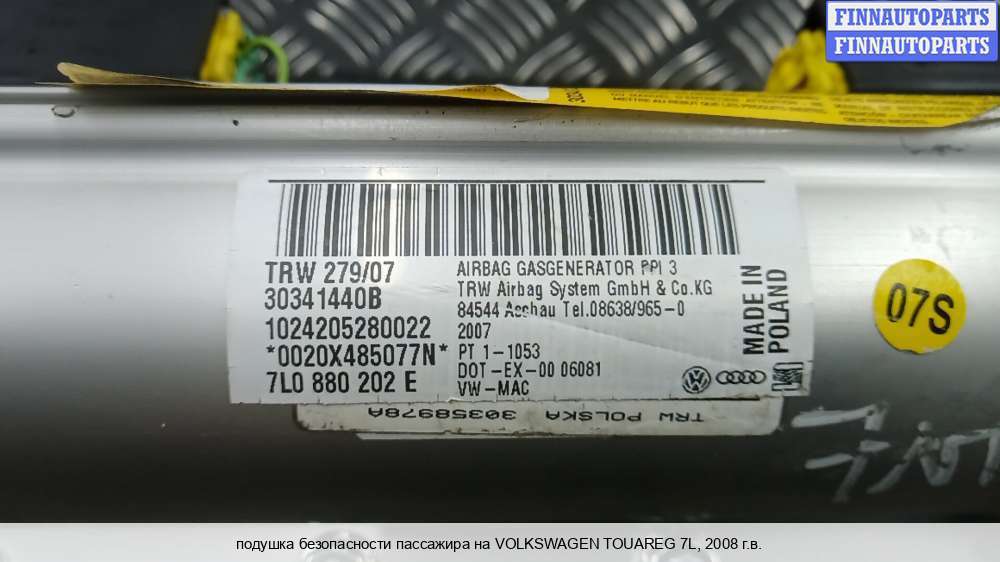 FINNAUTOPARTS
FINNAUTOPARTS
TRW 279/07
30341440B
1024205280022
*0020X485077N*
7L0 880 202 E
AIRBAG GASGENERATOR PPI 3
TRW Airbag System GmbH & Co.KG
84544 Aschau Tel.08638/965-0
2007
PT 1-1053
DOT-EX-00 06081
VW-MAC
MADE IN
POLAND
07S
TRW POLSKA 30358978A
подушка безопасности пассажира на VOLKSWAGEN TOUAREG 7L, 2008 г.в.